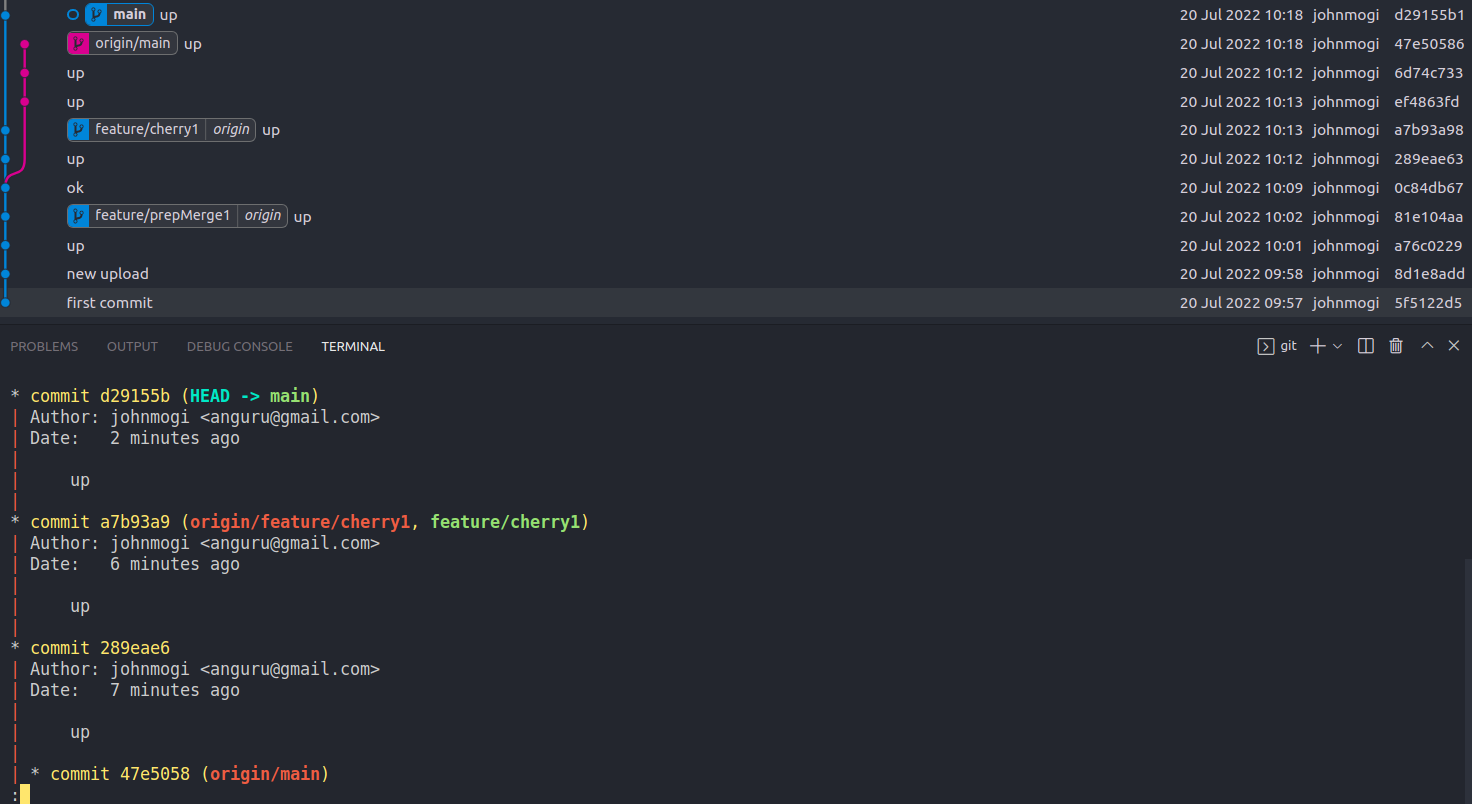 main up 20 Jul 2022 10:18 johnmogi d29155b1
origin/main up 20 Jul 2022 10:18 johnmogi 47e50586
up 20 Jul 2022 10:12 johnmogi 6d74c733
up 20 Jul 2022 10:13 johnmogi ef4863fd
feature/cherry1 origin up 20 Jul 2022 10:13 johnmogi a7b93a98
up 20 Jul 2022 10:12 johnmogi 289eae63
ok 20 Jul 2022 10:09 johnmogi 0c84db67
feature/prepMerge1 origin up 20 Jul 2022 10:02 johnmogi 81e104aa
up 20 Jul 2022 10:01 johnmogi a76c0229
new upload 20 Jul 2022 09:58 johnmogi 8d1e8add
first commit 20 Jul 2022 09:57 johnmogi 5f5122d5
PROBLEMS OUTPUT DEBUG CONSOLE TERMINAL git
* commit d29155b (HEAD -> main)
| Author: johnmogi <anguru@gmail.com>
| Date:   2 minutes ago
|
|     up
|
* commit a7b93a9 (origin/feature/cherry1, feature/cherry1)
| Author: johnmogi <anguru@gmail.com>
| Date:   6 minutes ago
|
|     up
|
* commit 289eae6
| Author: johnmogi <anguru@gmail.com>
| Date:   7 minutes ago
|
|     up
|
| * commit 47e5058 (origin/main)
: